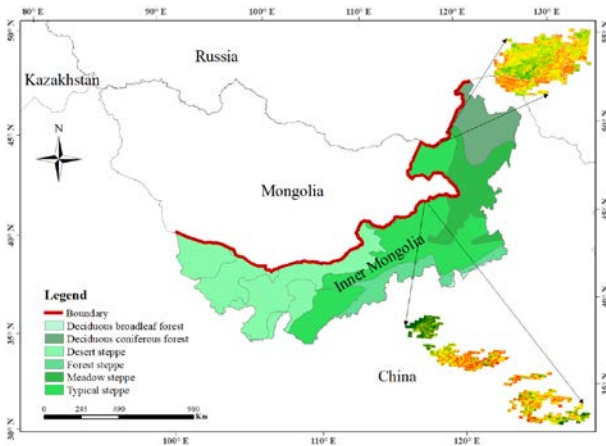 80° E 90° E 100° E 110° E 120° E 130° E
50° N
Russia
Kazakhstan
N
45° N
Mongolia
40° N
Inner Mongolia
Legend
Boundary
Deciduous broadleaf forest
Deciduous coniferous forest
Desert steppe
Forest steppe
Meadow steppe
Typical steppe
35° N
China
0 245 490 980
Km
30° N
100° E 110° E 120° E